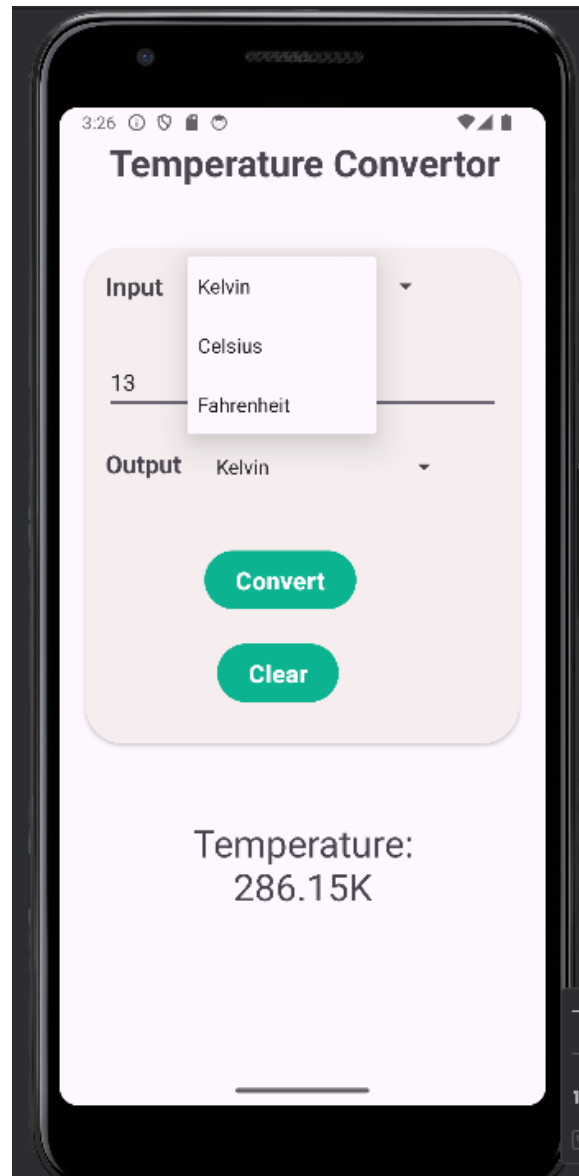 3:26
Temperature Convertor
Input Kelvin
Celsius
13
Fahrenheit
Output Kelvin
Convert
Clear
Temperature:
286.15K